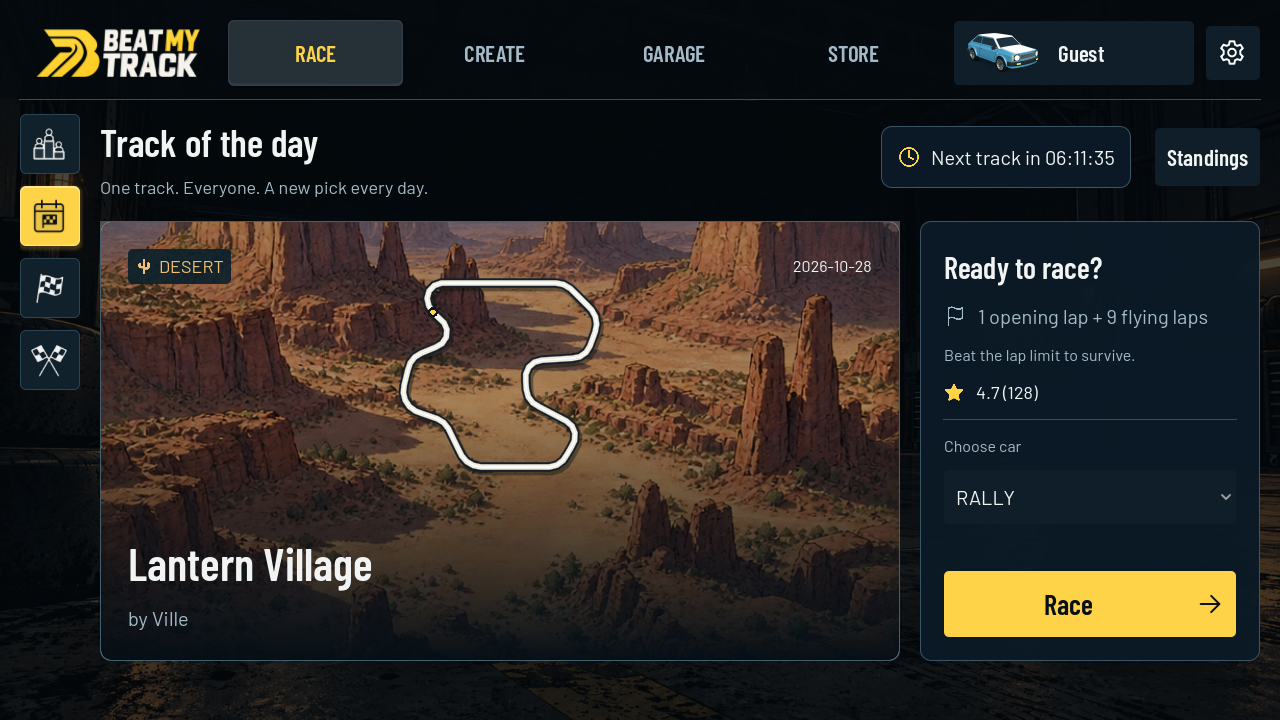 BEAT MY
TRACK
RACE
CREATE
GARAGE
STORE
Guest
Track of the day
One track. Everyone. A new pick every day.
Next track in 06:11:35
Standings
DESERT
2026-10-28
Lantern Village
by Ville
Ready to race?
1 opening lap + 9 flying laps
Beat the lap limit to survive.
4.7 (128)
Choose car
RALLY
Race